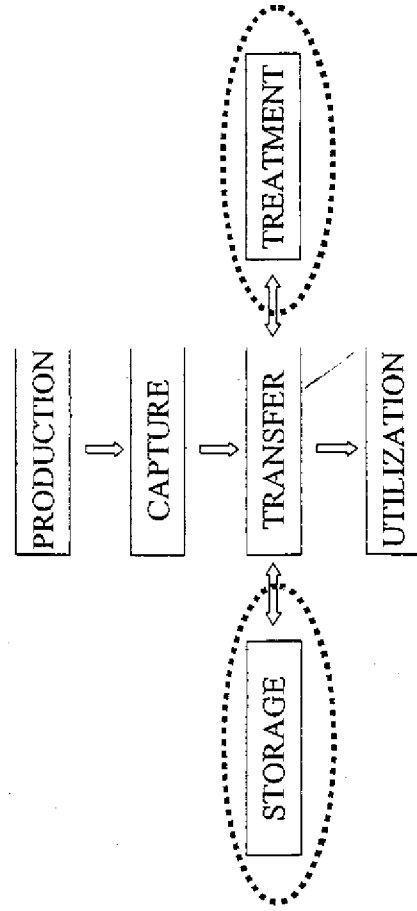 PRODUCTION
CAPTURE
STORAGE
TRANSFER
TREATMENT
UTILIZATION